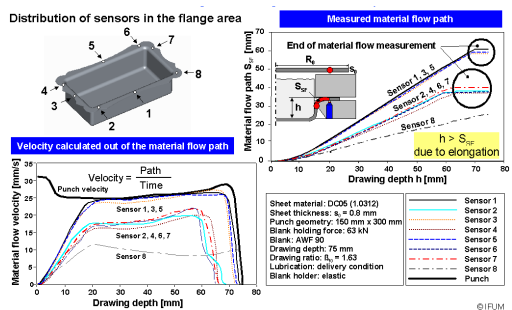 Distribution of sensors in the flange area
6
7
5
8
4
3
2
1
Measured material flow path
Material flow path S_SF [mm]
70
60
50
40
30
20
10
0
End of material flow measurement
R_0
s_0
S_SF
h
Sensor 1, 3, 5
Sensor 2, 4, 6, 7
Sensor 8
h > S_RF
due to elongation
0 10 20 30 40 50 60 70 80 90
Drawing depth h [mm]
Velocity calculated out of the material flow path
Material flow velocity [mm/s]
35
30
25
20
15
10
5
0
Punch velocity
Velocity = Path
Time
Sensor 1, 3, 5
Sensor 2, 4, 6, 7
Sensor 8
0 10 20 30 40 50 60 70 80
Drawing depth [mm]
Sheet material: DC05 (1.0312)
Sheet thickness: s_0 = 0.8 mm
Punch geometry: 150 mm x 300 mm
Blank holding force: 63 kN
Blank: AWF 90
Drawing depth: 75 mm
Drawing ratio: ß_0 = 1.63
Lubrication: delivery condition
Blank holder: elastic
Sensor 1
Sensor 2
Sensor 3
Sensor 4
Sensor 5
Sensor 6
Sensor 7
Sensor 8
Punch
© IFUM